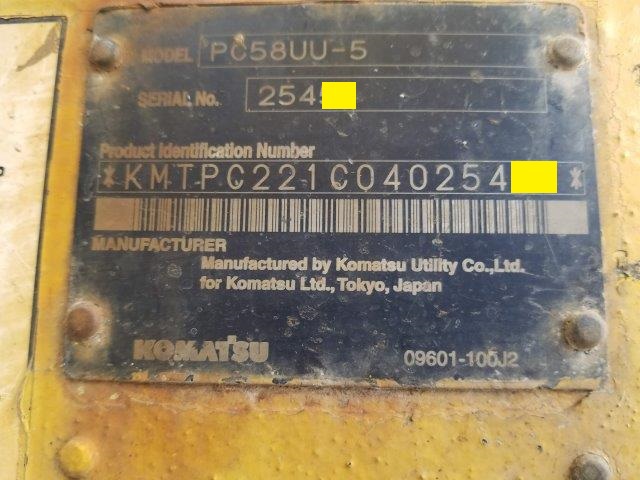 MODEL PC58UU-5
SERIAL No. 254
Product Identification Number
*KMTPC221C040254 *
MANUFACTURER
Manufactured by Komatsu Utility Co.,Ltd.
for Komatsu Ltd., Tokyo, Japan
KOMATSU 09601-100J2